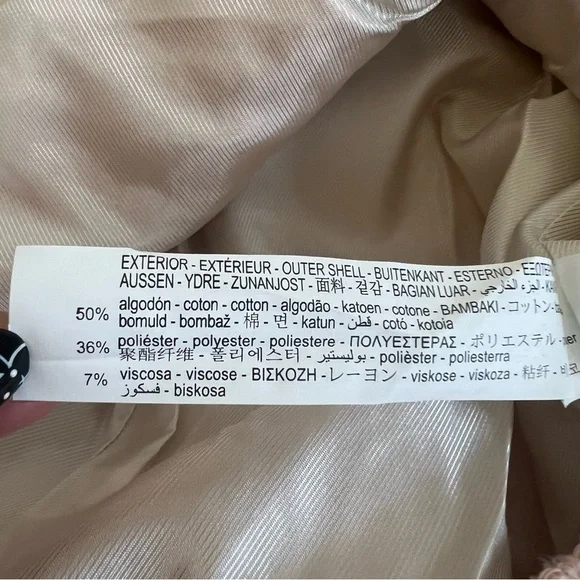 EXTERIOR - EXTÉRIEUR - OUTER SHELL - BUITENKANT - ESTERNO -
AUSSEN - YDRE - ZUNANJOST - 面料 - 겉감 - BAGIAN LUAR - الجزء الخارجي -
50% algodón - coton - cotton - algodão - katoen - cotone - ΒΑΜΒΑΚΙ - コットン -
bomuld - bombaž - 棉 - 면 - katun - قطن - cotó - kotoia
36% poliéster - polyester - poliestere - ΠΟΛΥΕΣΤΕΡΑΣ - ポリエステル -
聚酯纤维 - 폴리에스터 - بوليستير - polièster - poliesterra
7% viscosa - viscose - ΒΙΣΚΟΖΗ - レーヨン - viskose - viskoza - 粘纤 -
فسكوز - biskosa